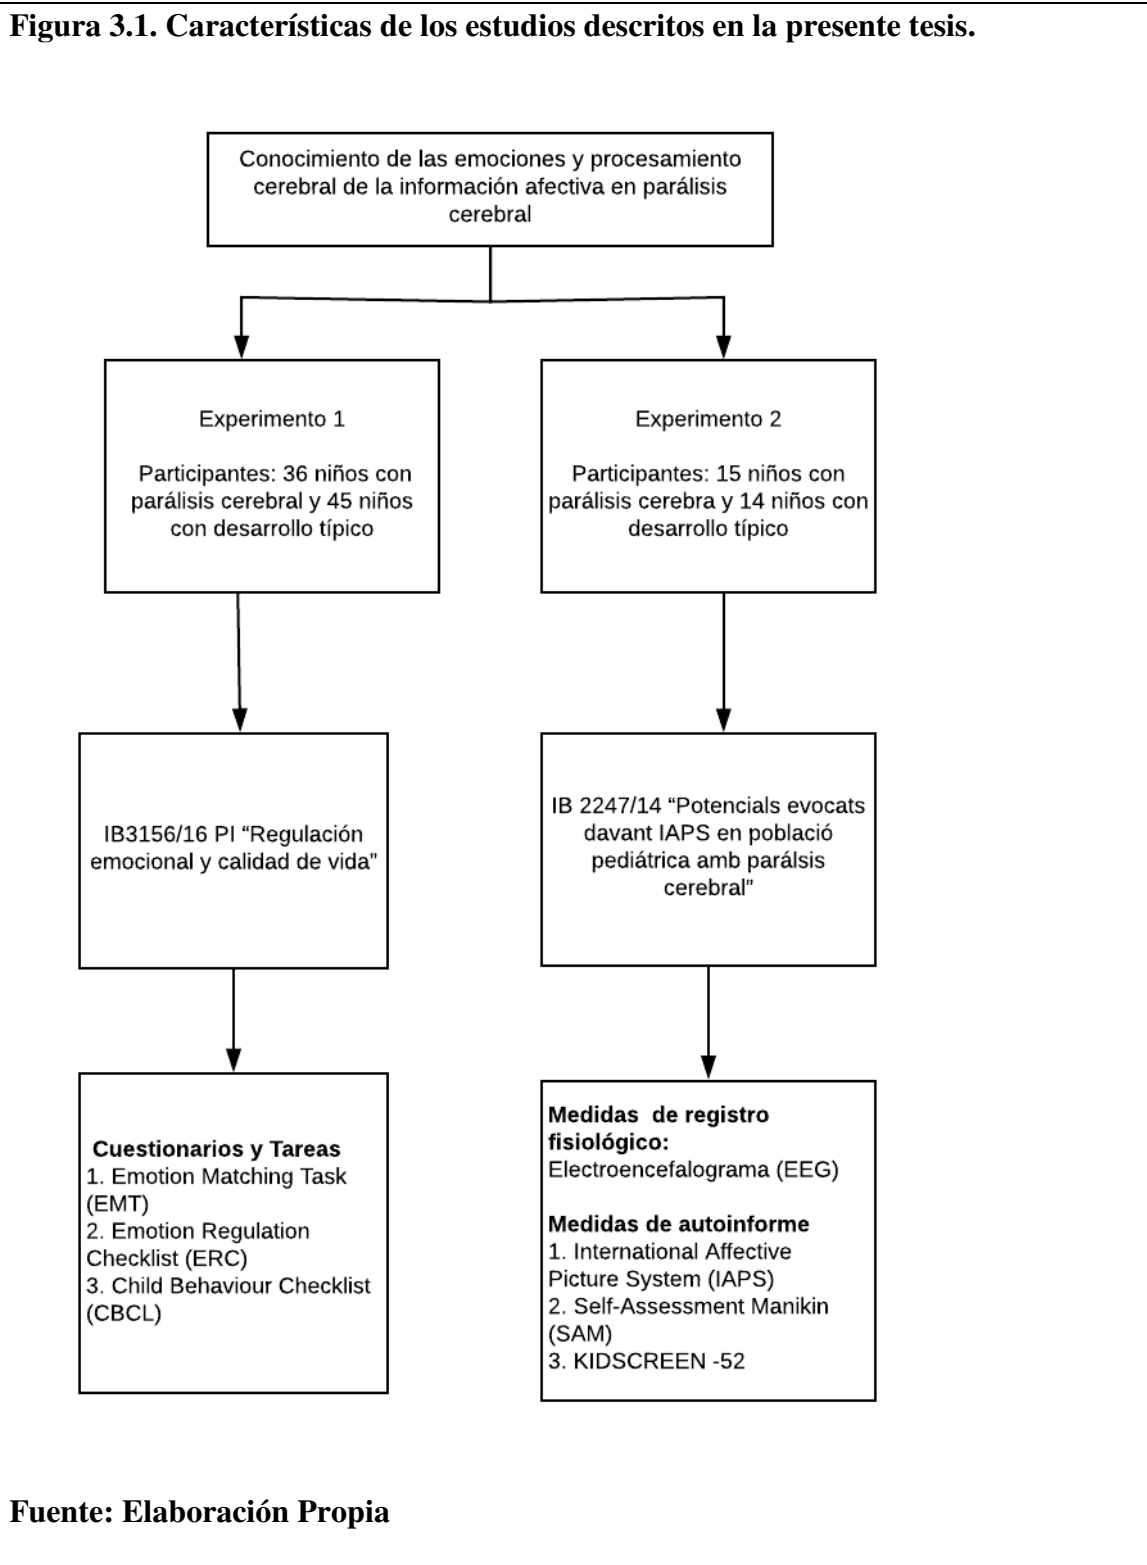 Figura 3.1. Características de los estudios descritos en la presente tesis.
Conocimiento de las emociones y procesamiento
cerebral de la información afectiva en parálisis
cerebral
Experimento 1
Participantes: 36 niños con
parálisis cerebral y 45 niños
con desarrollo típico
Experimento 2
Participantes: 15 niños con
parálisis cerebra y 14 niños con
desarrollo típico
IB3156/16 PI “Regulación
emocional y calidad de vida”
IB 2247/14 “Potencials evocats
davant IAPS en població
pediátrica amb parálsis
cerebral”
Cuestionarios y Tareas
1. Emotion Matching Task
(EMT)
2. Emotion Regulation
Checklist (ERC)
3. Child Behaviour Checklist
(CBCL)
Medidas de registro
fisiológico:
Electroencefalograma (EEG)
Medidas de autoinforme
1. International Affective
Picture System (IAPS)
2. Self-Assessment Manikin
(SAM)
3. KIDSCREEN -52
Fuente: Elaboración Propia